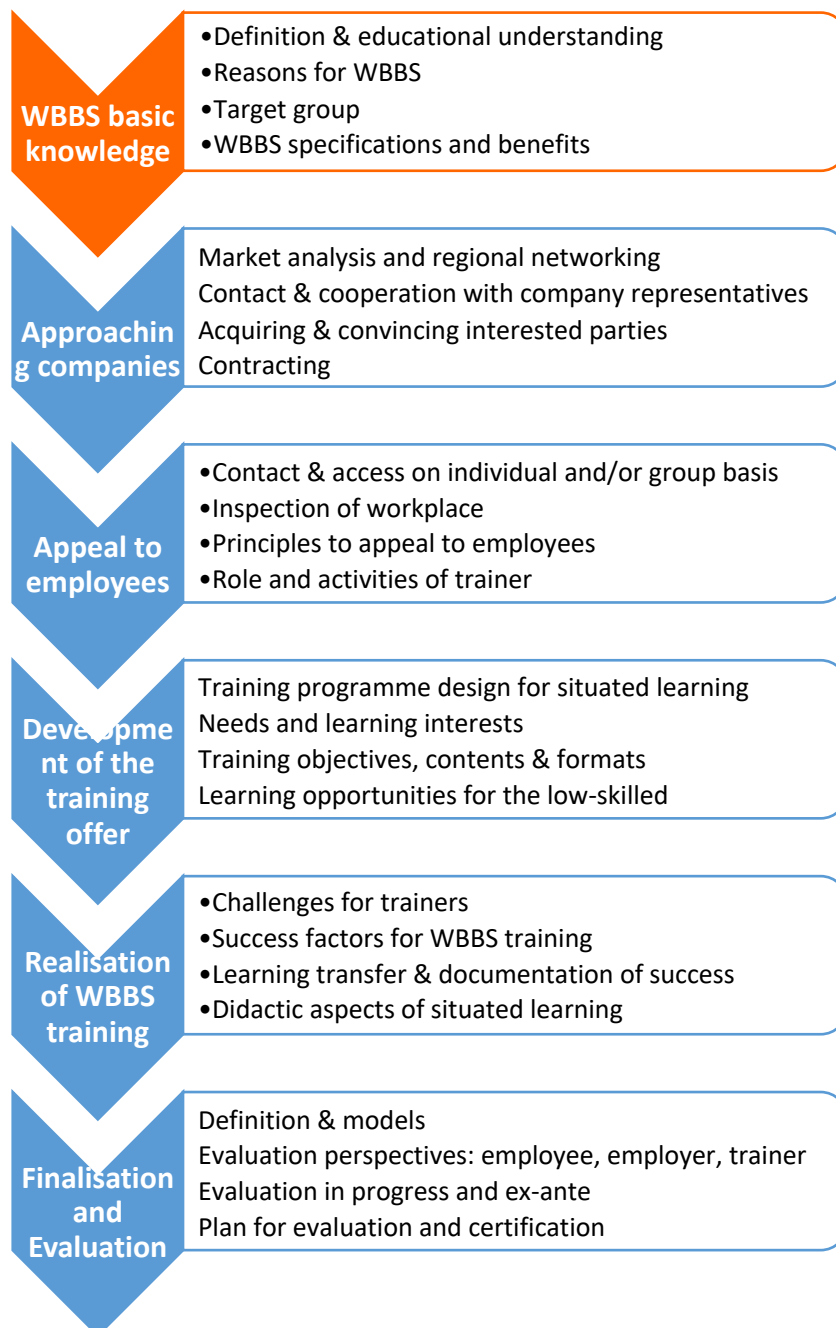 WBBS basic
knowledge
•Definition & educational understanding
•Reasons for WBBS
•Target group
•WBBS specifications and benefits
Approachin
g companies
Market analysis and regional networking
Contact & cooperation with company representatives
Acquiring & convincing interested parties
Contracting
Appeal to
employees
•Contact & access on individual and/or group basis
•Inspection of workplace
•Principles to appeal to employees
•Role and activities of trainer
Developme
nt of the
training
offer
Training programme design for situated learning
Needs and learning interests
Training objectives, contents & formats
Learning opportunities for the low-skilled
Realisation
of WBBS
training
•Challenges for trainers
•Success factors for WBBS training
•Learning transfer & documentation of success
•Didactic aspects of situated learning
Finalisation
and
Evaluation
Definition & models
Evaluation perspectives: employee, employer, trainer
Evaluation in progress and ex-ante
Plan for evaluation and certification